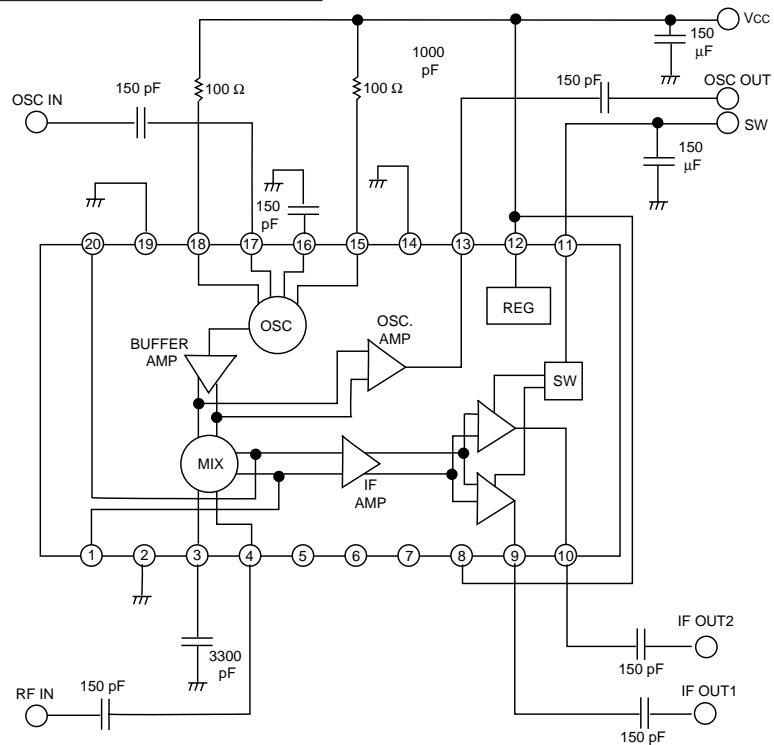 VCC
150
μF
1000
pF
150 pF
OSC OUT
150 pF
100 Ω
100 Ω
OSC IN
SW
150
μF
150
pF
20
19
18
17
16
15
14
13
12
11
OSC
REG
OSC.
AMP
BUFFER
AMP
SW
MIX
IF
AMP
1
2
3
4
5
6
7
8
9
10
IF OUT2
3300
pF
150 pF
RF IN
150 pF
IF OUT1
150 pF